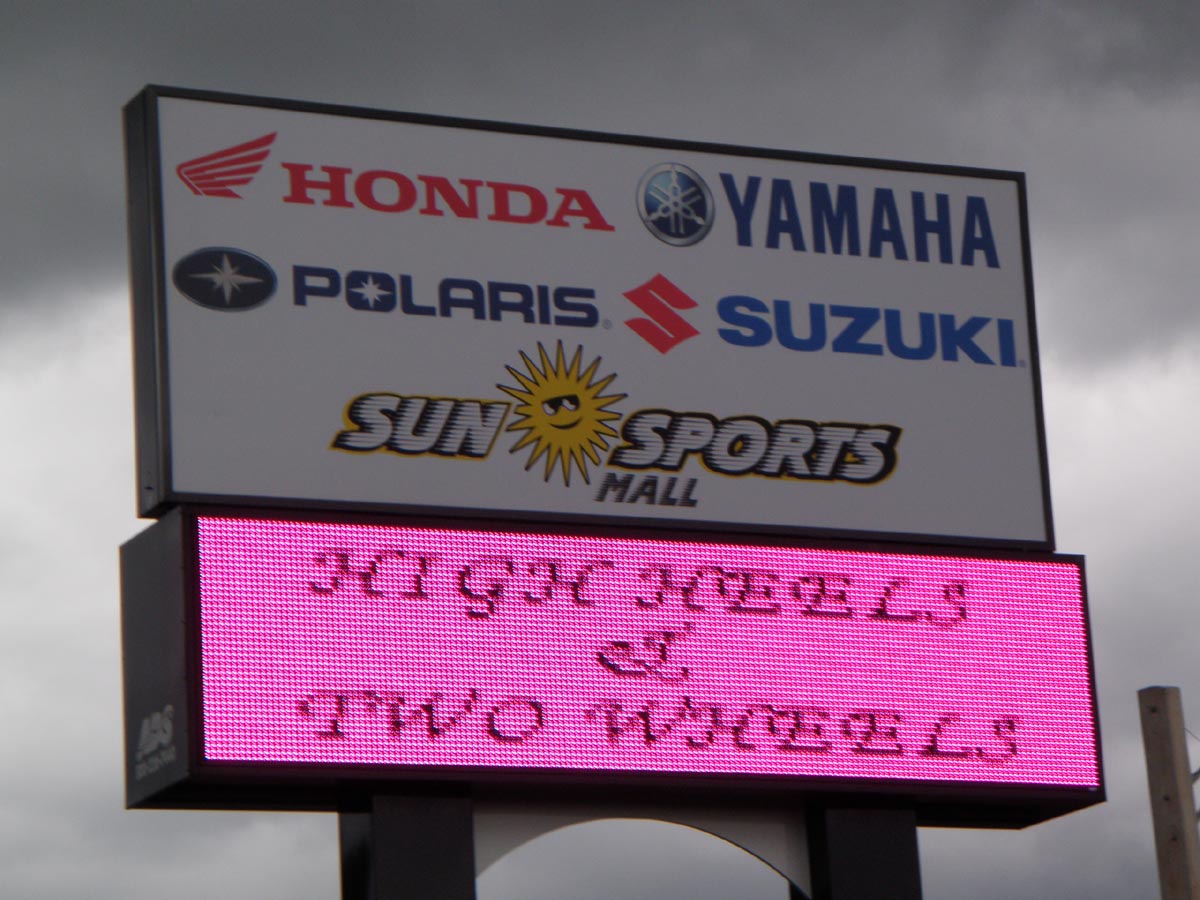 HONDA YAMAHA
POLARIS® SUZUKI®
SUN SPORTS
MALL
HIGH HEELS
&
TWO WHEELS